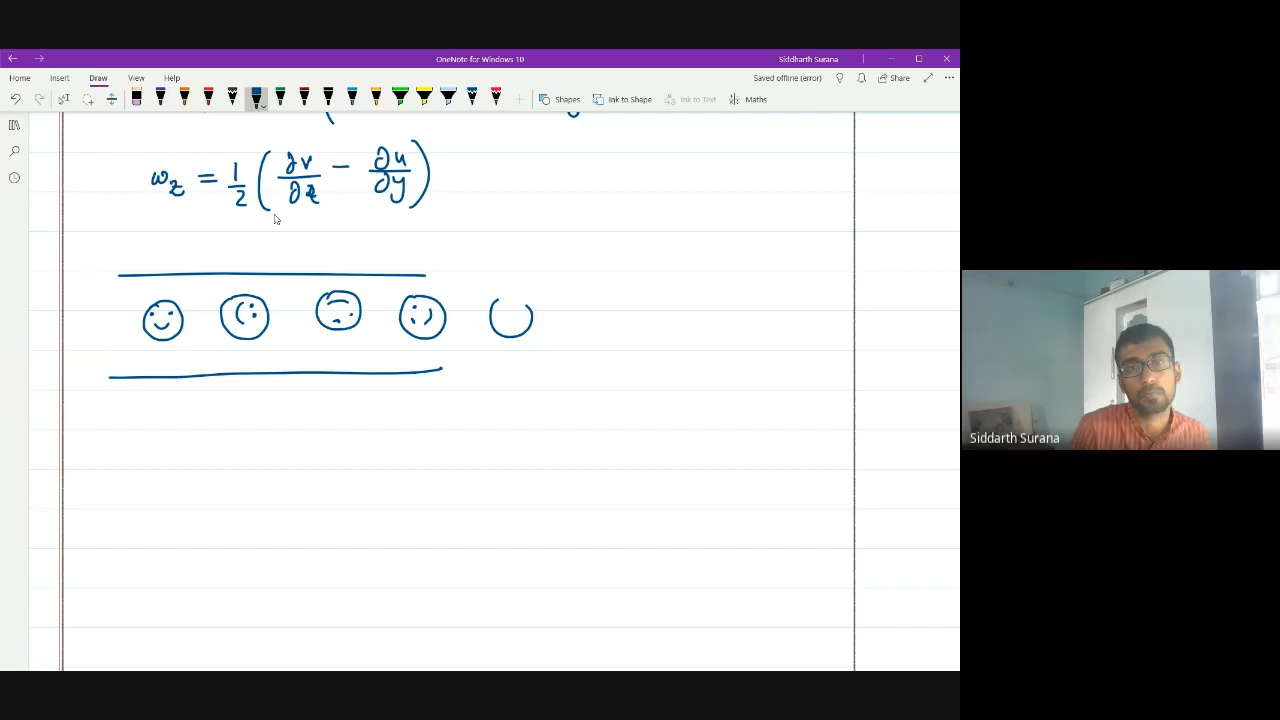 OneNote for Windows 10
Siddharth Surana
Home Insert Draw View Help
Saved offline (error)
Share
Shapes
Ink to Shape
Ink to Text
Maths
ω_z = 1/2 (∂v/∂x − ∂u/∂y)
Siddarth Surana